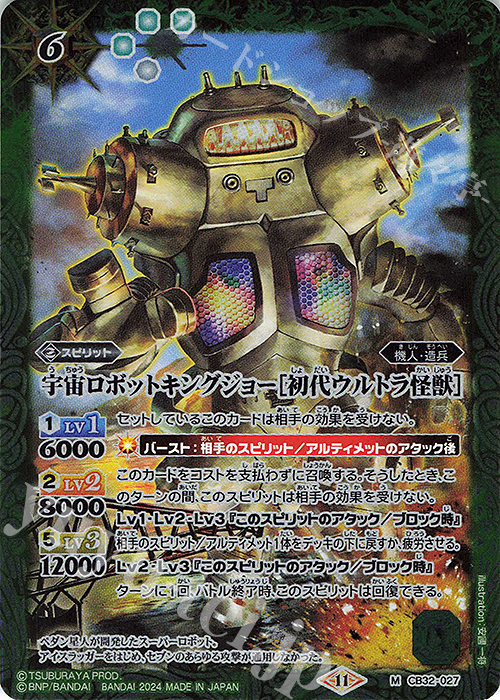 6
スピリット
機人・造兵
宇宙ロボットキングジョー[初代ウルトラ怪獣]
1 LV1 6000
セットしているこのカードは相手の効果を受けない。
バースト:相手のスピリット/アルティメットのアタック後
2 LV2 8000
このカードをコストを支払わずに召喚する。そうしたとき、こ
のターンの間、このスピリットは相手の効果を受けない。
Lv1・Lv2・Lv3『このスピリットのアタック/ブロック時』
5 LV3 12000
相手のスピリット/アルティメット1体をデッキの下に戻すか、疲労させる。
Lv2・Lv3『このスピリットのアタック/ブロック時』
ターンに1回、バトル終了時、このスピリットは回復できる。
ペダン星人が開発したスーパーロボット。
アイスラッガーをはじめ、セブンのあらゆる攻撃が通用しなかった。
©TSUBURAYA PROD.
©BNP/BANDAI BANDAI 2024 MADE IN JAPAN
11
M CB32-027